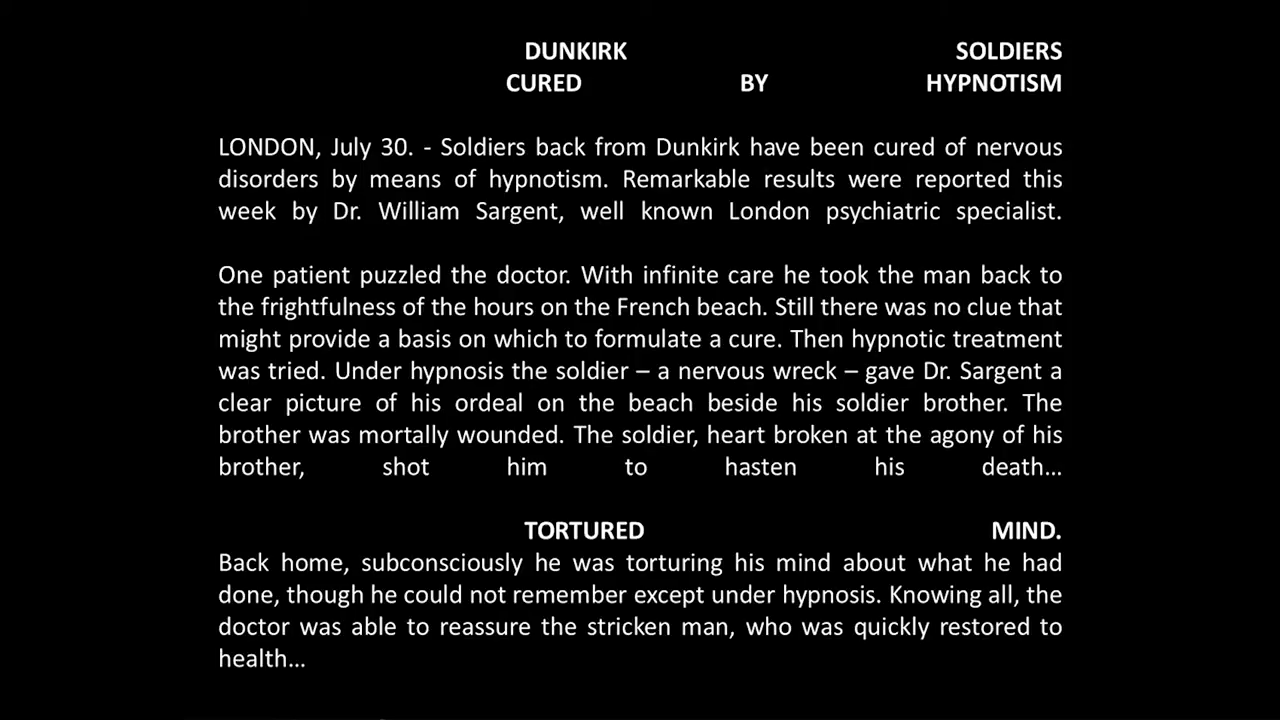 DUNKIRK SOLDIERS
CURED BY HYPNOTISM
LONDON, July 30. - Soldiers back from Dunkirk have been cured of nervous
disorders by means of hypnotism. Remarkable results were reported this
week by Dr. William Sargent, well known London psychiatric specialist.
One patient puzzled the doctor. With infinite care he took the man back to
the frightfulness of the hours on the French beach. Still there was no clue that
might provide a basis on which to formulate a cure. Then hypnotic treatment
was tried. Under hypnosis the soldier – a nervous wreck – gave Dr. Sargent a
clear picture of his ordeal on the beach beside his soldier brother. The
brother was mortally wounded. The soldier, heart broken at the agony of his
brother, shot him to hasten his death...
TORTURED MIND.
Back home, subconsciously he was torturing his mind about what he had
done, though he could not remember except under hypnosis. Knowing all, the
doctor was able to reassure the stricken man, who was quickly restored to
health...